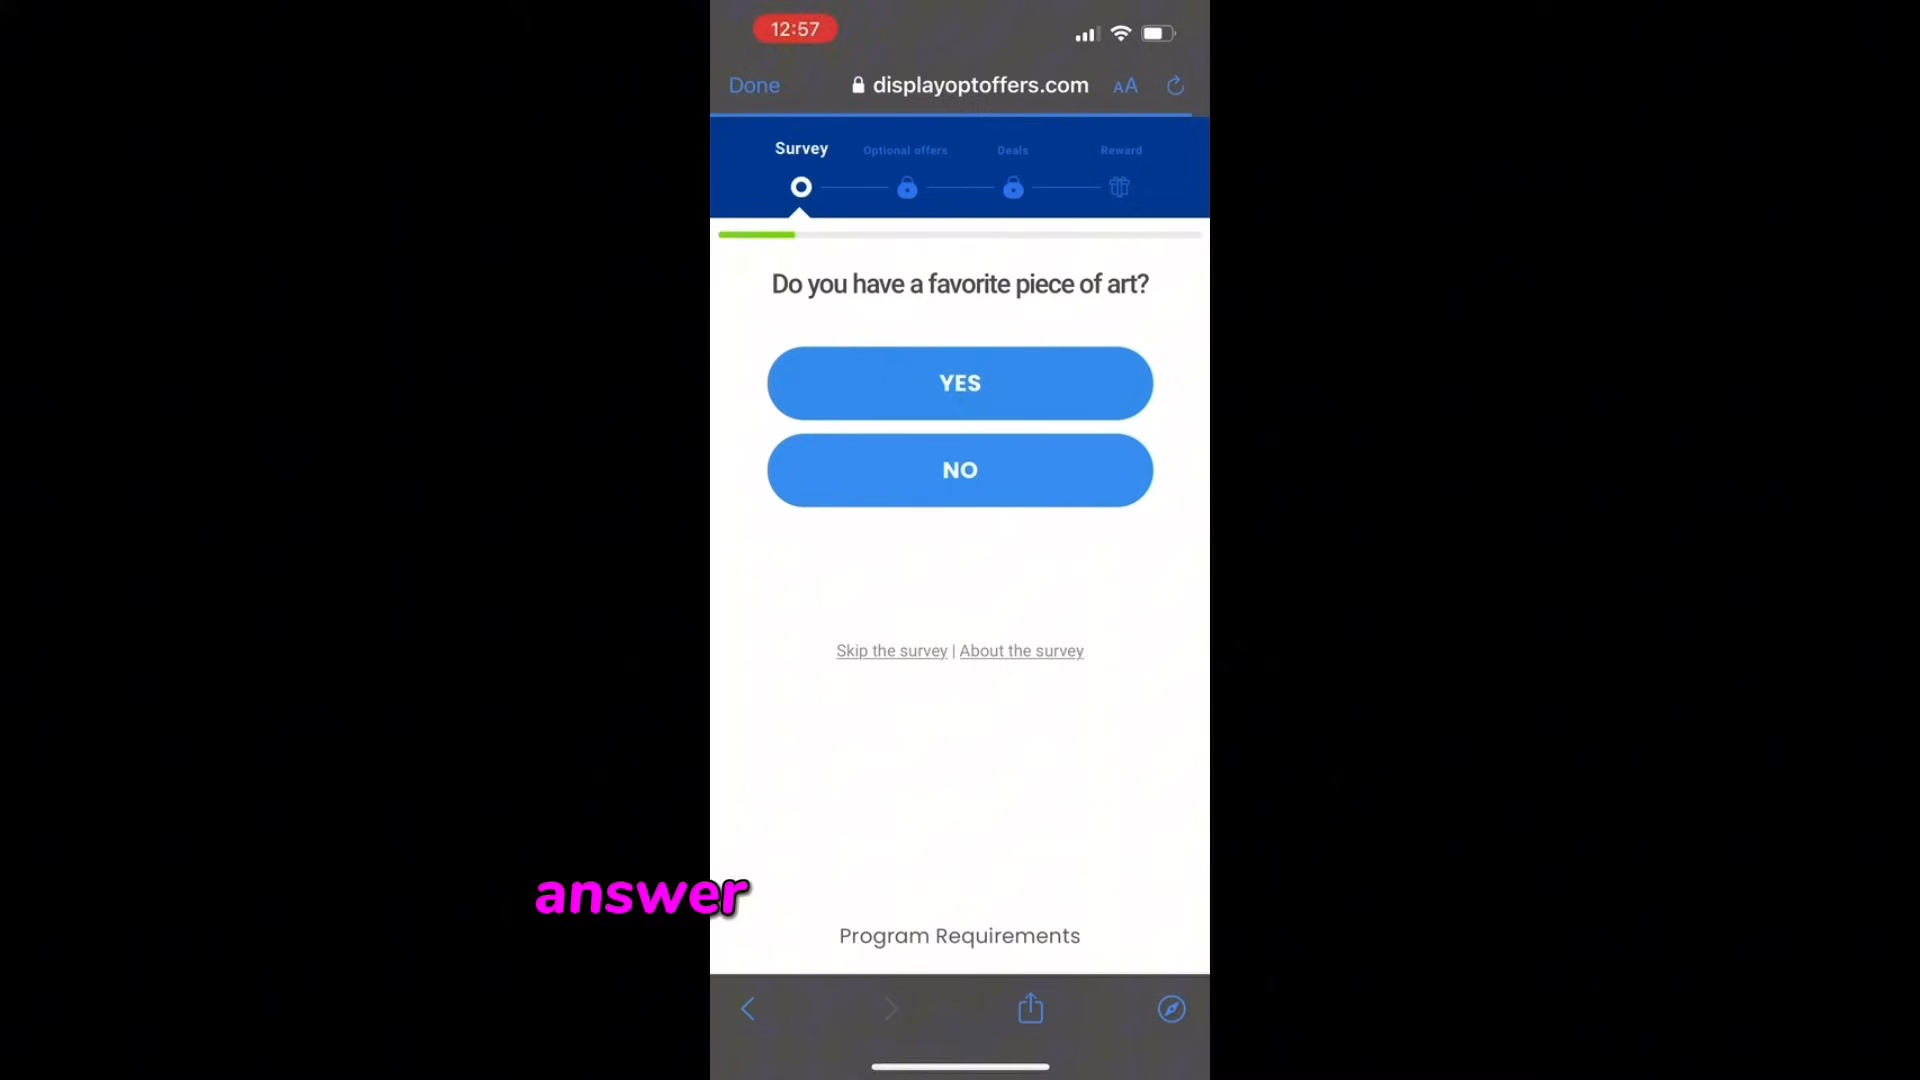 12:57
Done
displayoptoffers.com
AA
Survey
Optional offers
Deals
Reward
Do you have a favorite piece of art?
YES
NO
Skip the survey | About the survey
answer
Program Requirements